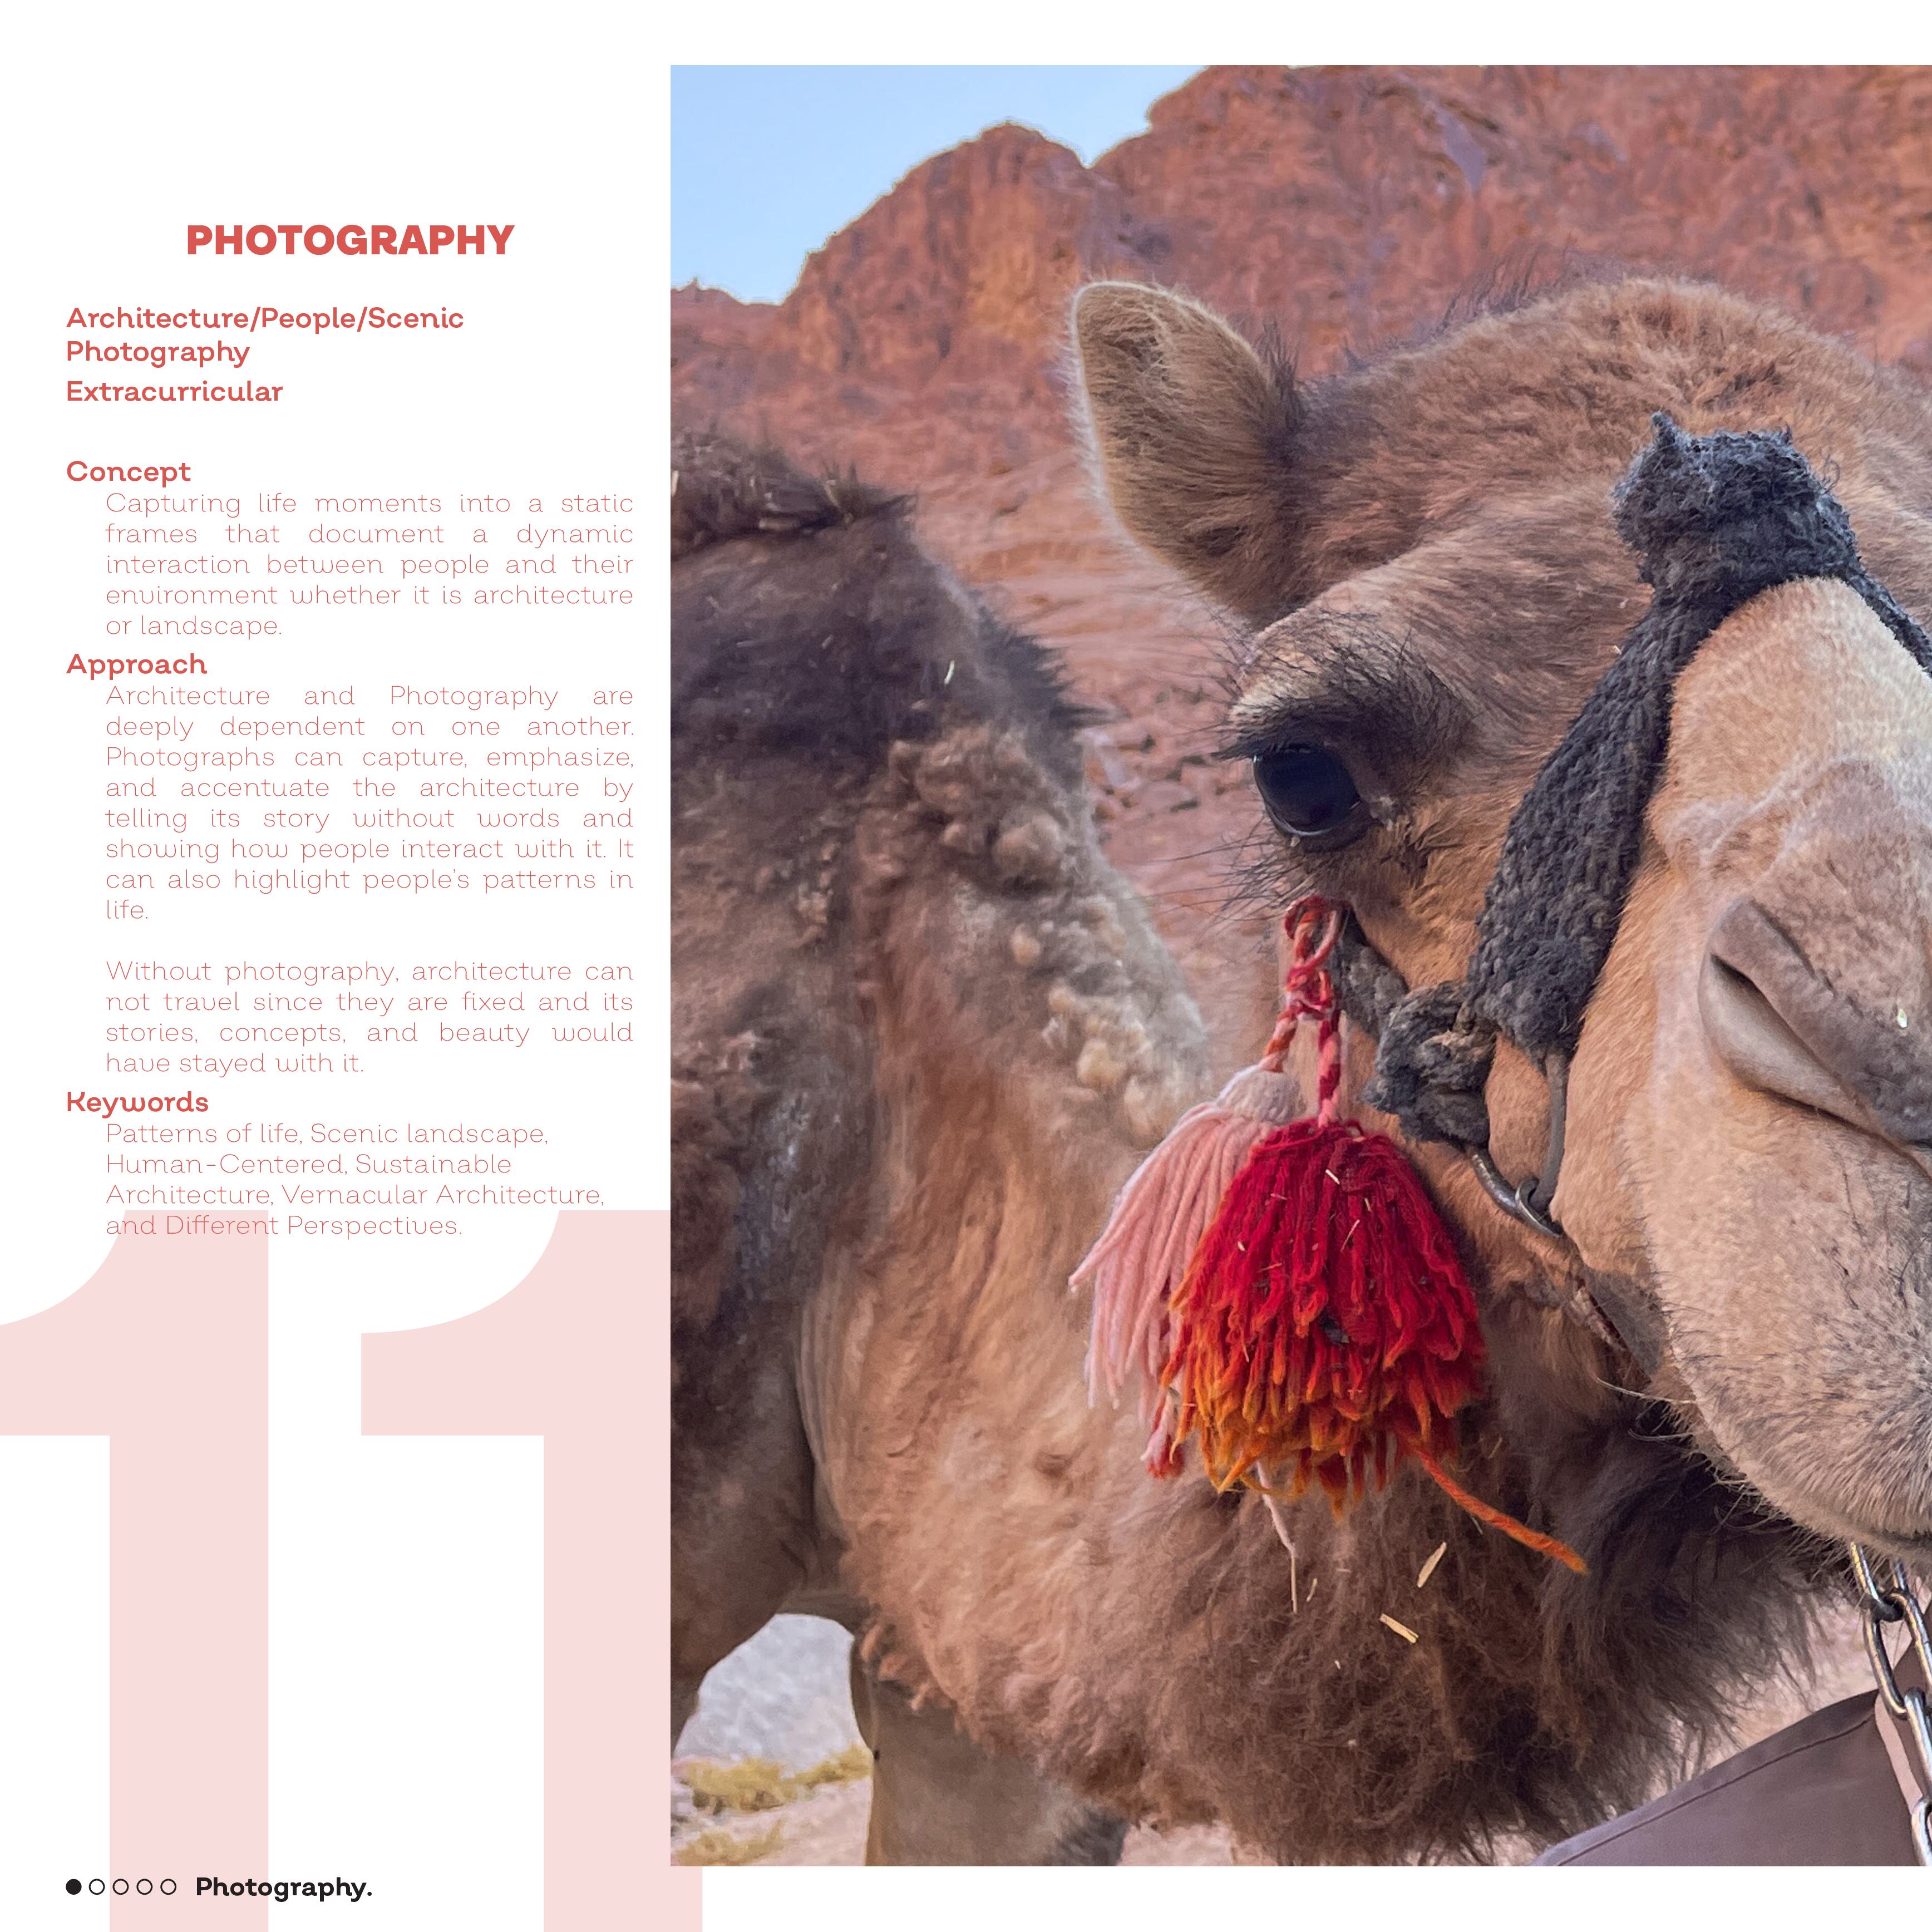 PHOTOGRAPHY
Architecture/People/Scenic
Photography
Extracurricular
Concept
Capturing life moments into a static
frames that document a dynamic
interaction between people and their
environment whether it is architecture
or landscape.
Approach
Architecture and Photography are
deeply dependent on one another.
Photographs can capture, emphasize,
and accentuate the architecture by
telling its story without words and
showing how people interact with it. It
can also highlight people's patterns in
life.
Without photography, architecture can
not travel since they are fixed and its
stories, concepts, and beauty would
have stayed with it.
Keywords
Patterns of life, Scenic landscape,
Human-Centered, Sustainable
Architecture, Vernacular Architecture,
and Different Perspectives.
11
Photography.